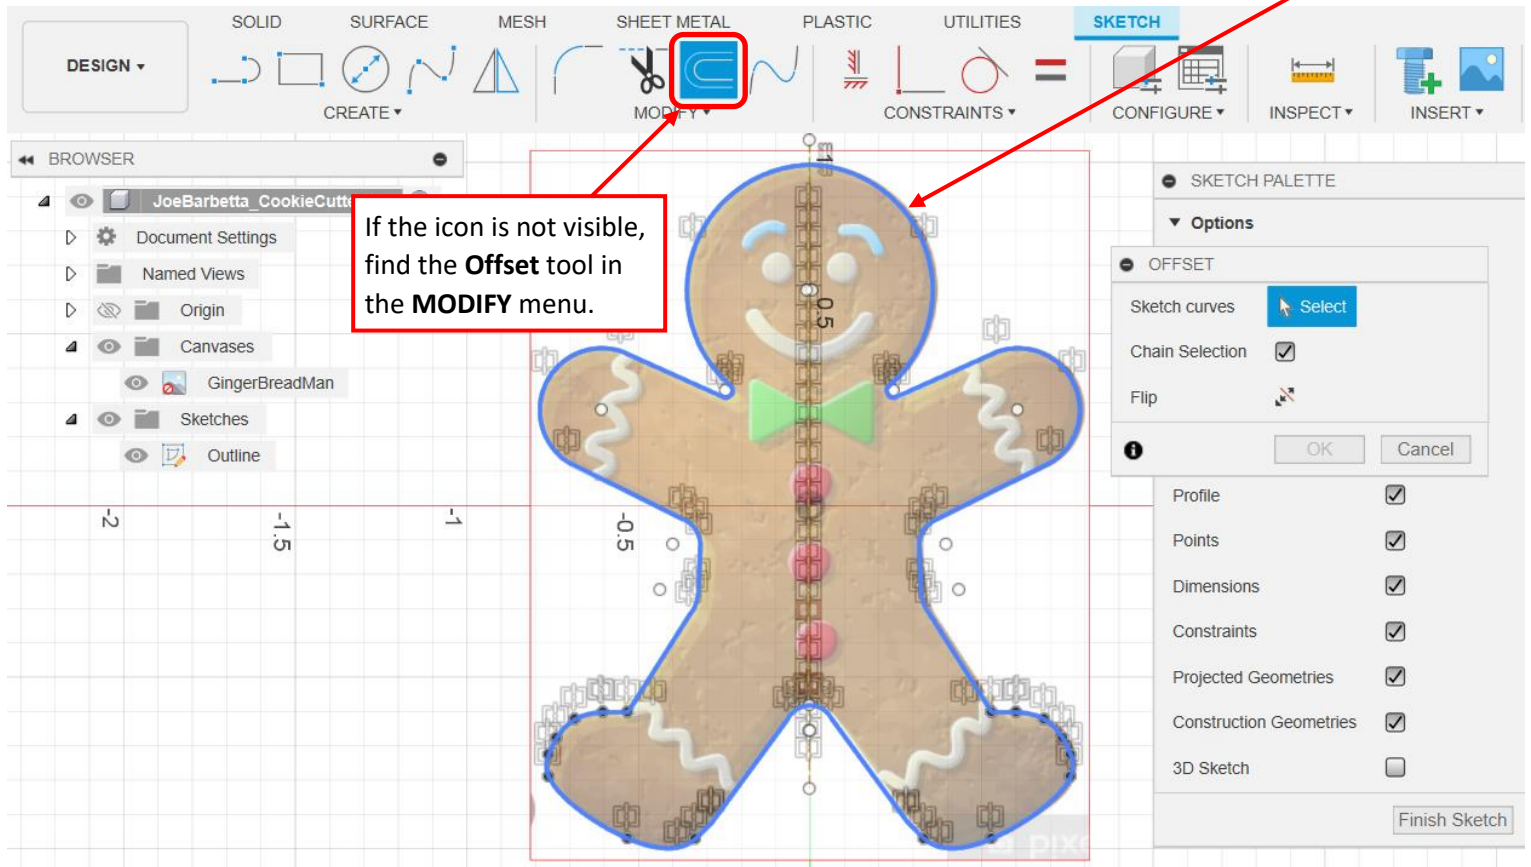 SOLID SURFACE MESH SHEET METAL PLASTIC UTILITIES SKETCH
DESIGN
CREATE MODIFY CONSTRAINTS CONFIGURE INSPECT INSERT
BROWSER
JoeBarbetta_CookieCutte
Document Settings
Named Views
Origin
Canvases
GingerBreadMan
Sketches
Outline
If the icon is not visible,
find the Offset tool in
the MODIFY menu.
0.5
-2
-1.5
-1
-0.5
SKETCH PALETTE
Options
OFFSET
Sketch curves Select
Chain Selection
Flip
OK Cancel
Profile
Points
Dimensions
Constraints
Projected Geometries
Construction Geometries
3D Sketch
Finish Sketch